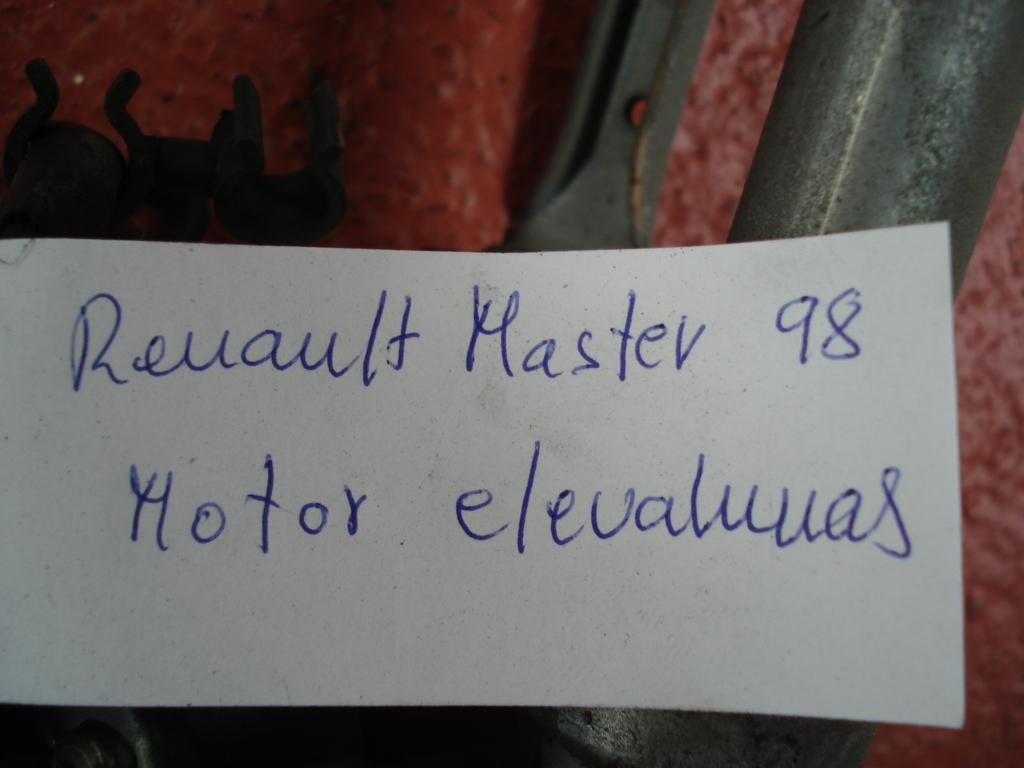 Renault Master 98
Motor elevalunas